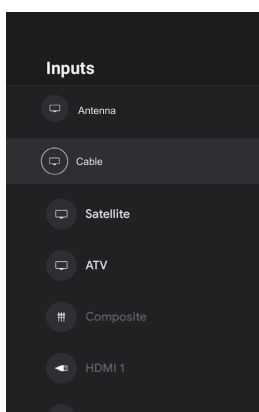 Inputs
Antenna
Cable
Satellite
ATV
Composite
HDMI 1